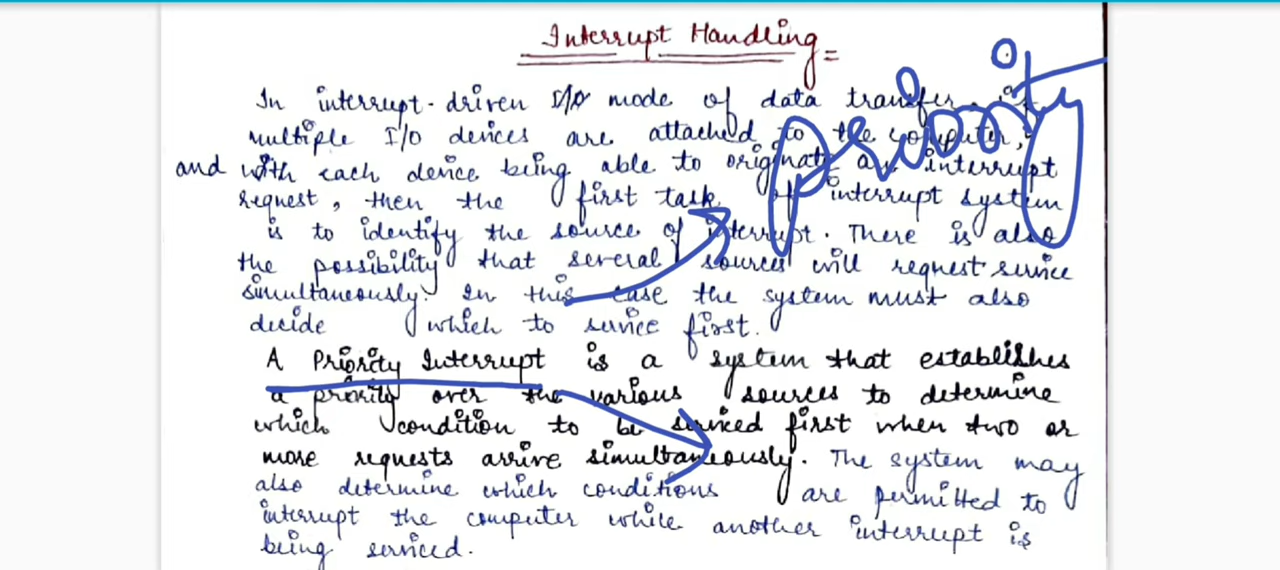 Interrupt Handling
In interrupt-driven I/O mode of data transfer, if
multiple I/O devices are attached to the computer,
and with each device being able to originate an interrupt
request, then the first task of interrupt system
is to identify the source of interrupt. There is also
the possibility that several sources will request service
simultaneously. In this case the system must also
decide which to service first.
A Priority Interrupt is a system that establishes
a priority over the various sources to determine
which condition to be serviced first when two or
more requests arrive simultaneously. The system may
also determine which conditions are permitted to
interrupt the computer while another interrupt is
being serviced.
priority